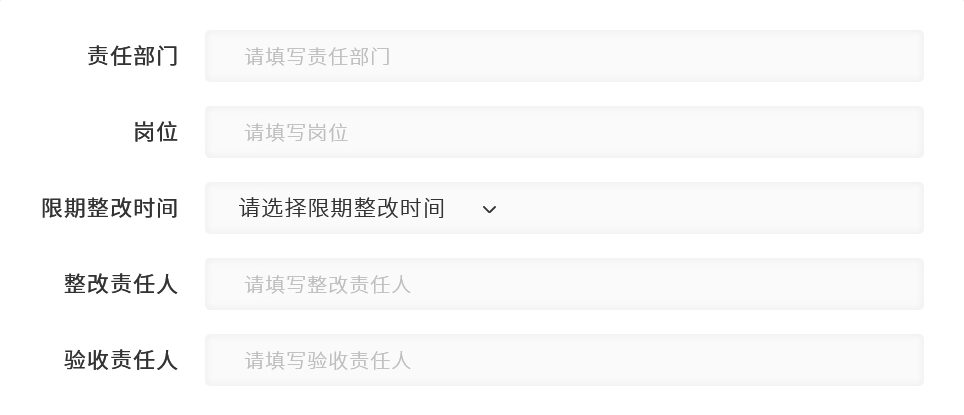 责任部门 请填写责任部门
岗位 请填写岗位
限期整改时间 请选择限期整改时间
整改责任人 请填写整改责任人
验收责任人 请填写验收责任人